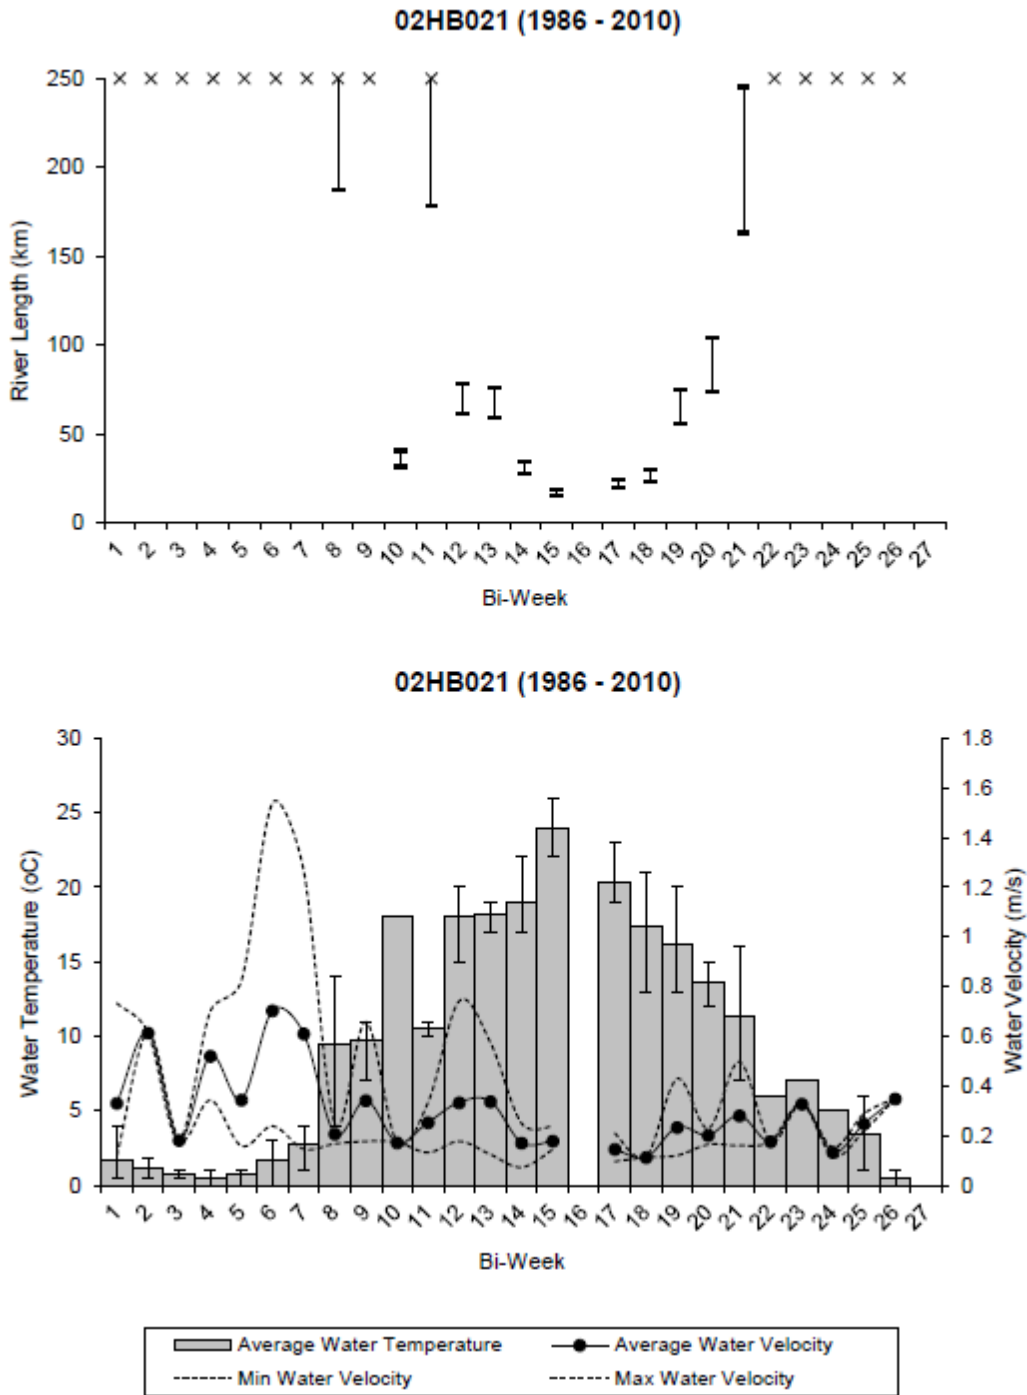 02HB021 (1986 - 2010)
250
200
150
100
50
0
River Length (km)
1 2 3 4 5 6 7 8 9 10 11 12 13 14 15 16 17 18 19 20 21 22 23 24 25 26 27
Bi-Week
02HB021 (1986 - 2010)
30
25
20
15
10
5
0
Water Temperature (oC)
1.8
1.6
1.4
1.2
1
0.8
0.6
0.4
0.2
0
Water Velocity (m/s)
1 2 3 4 5 6 7 8 9 10 11 12 13 14 15 16 17 18 19 20 21 22 23 24 25 26 27
Bi-Week
Average Water Temperature Average Water Velocity
Min Water Velocity Max Water Velocity